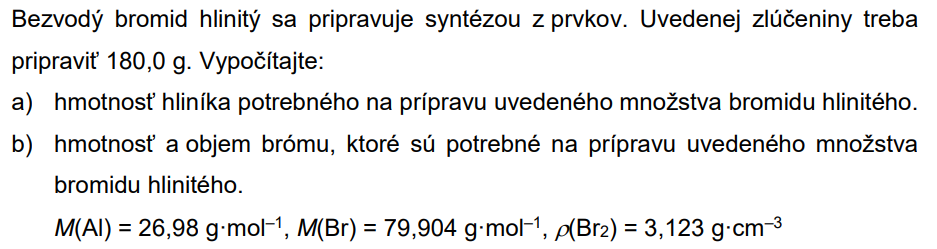 Bezvodý bromid hlinitý sa pripravuje syntézou z prvkov. Uvedenej zlúčeniny treba
pripraviť 180,0 g. Vypočítajte:
a) hmotnosť hliníka potrebného na prípravu uvedeného množstva bromidu hlinitého.
b) hmotnosť a objem brómu, ktoré sú potrebné na prípravu uvedeného množstva
bromidu hlinitého.
M(Al) = 26,98 g·mol⁻¹, M(Br) = 79,904 g·mol⁻¹, ρ(Br₂) = 3,123 g·cm⁻³